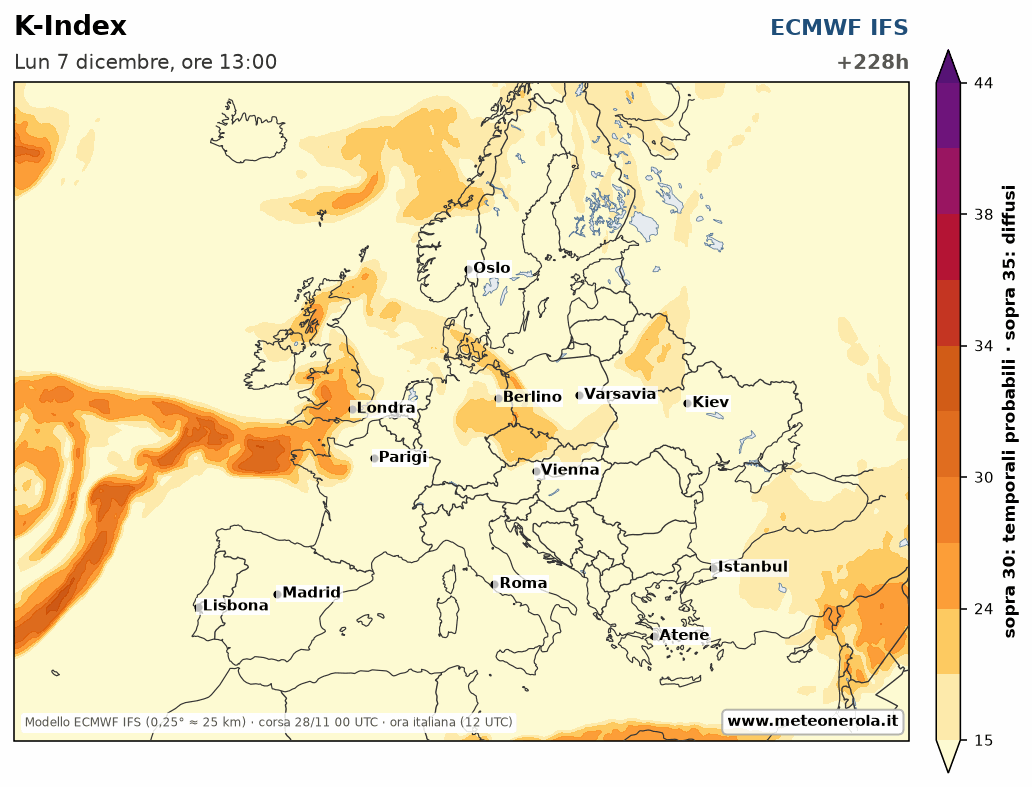 K-Index
ECMWF IFS
Lun 7 dicembre, ore 13:00
+228h
44
38
34
30
24
15
sopra 30: temporali probabili · sopra 35: diffusi
Oslo
Berlino
Varsavia
Kiev
Londra
Parigi
Vienna
Istanbul
Roma
Madrid
Lisbona
Atene
Modello ECMWF IFS (0,25° ≈ 25 km) · corsa 28/11 00 UTC · ora italiana (12 UTC)
www.meteonerola.it